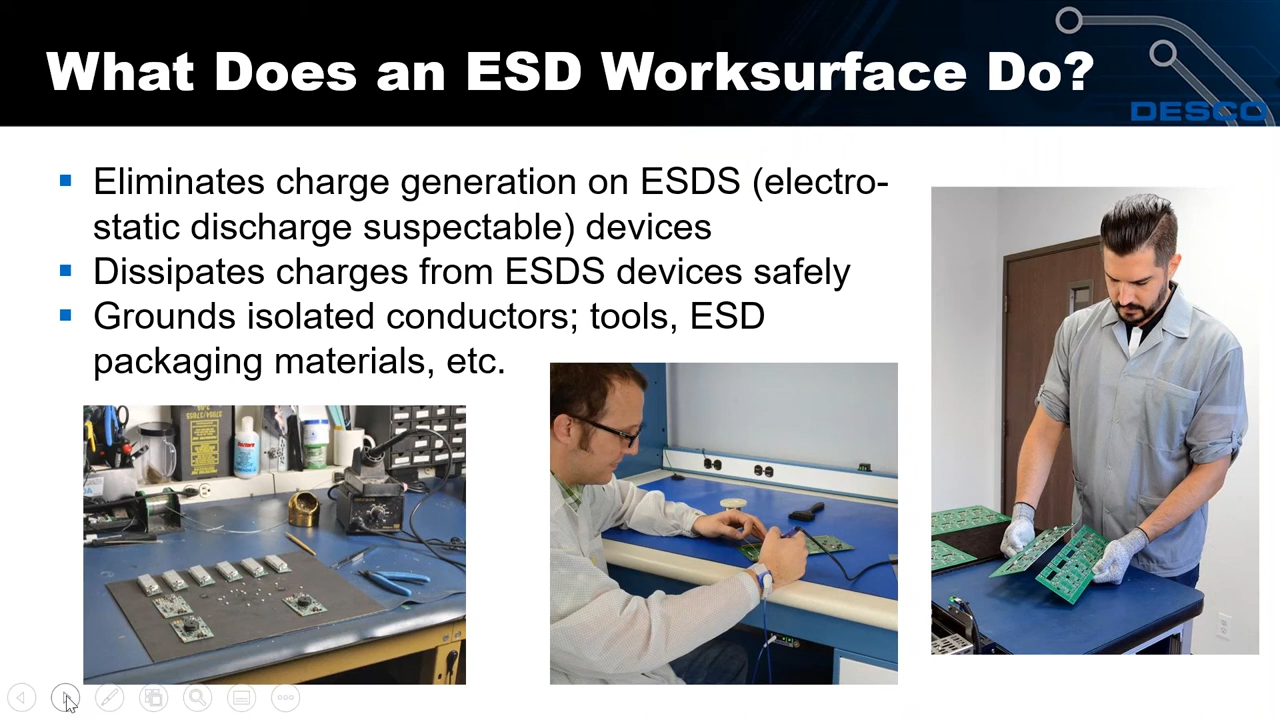 What Does an ESD Worksurface Do?
DESCO
Eliminates charge generation on ESDS (electro-
static discharge suspectable) devices
Dissipates charges from ESDS devices safely
Grounds isolated conductors; tools, ESD
packaging materials, etc.